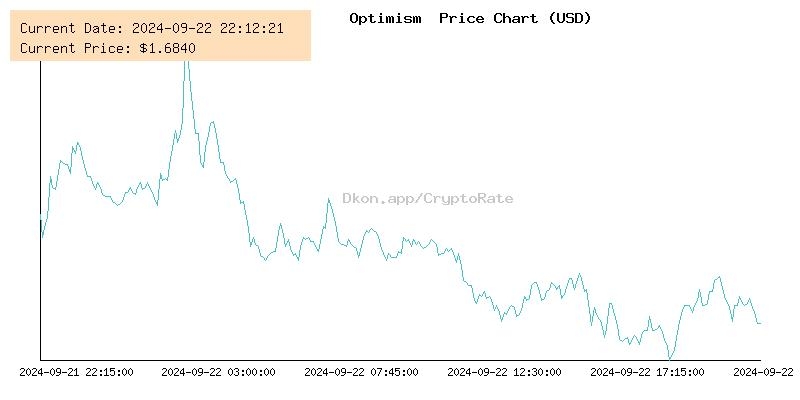 Optimism  Price Chart (USD)
Current Date: 2024-09-22 22:12:21
Current Price: $1.6840
Dkon.app/CryptoRate
2024-09-21 22:15:00 2024-09-22 03:00:00 2024-09-22 07:45:00 2024-09-22 12:30:00 2024-09-22 17:15:00 2024-09-22